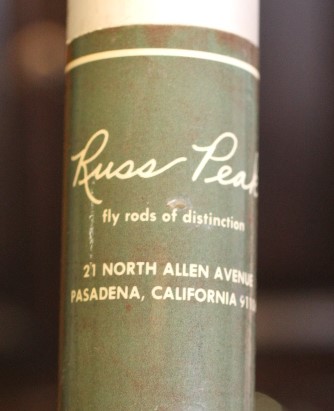 Russ Peak
fly rods of distinction
21 NORTH ALLEN AVENUE
PASADENA, CALIFORNIA